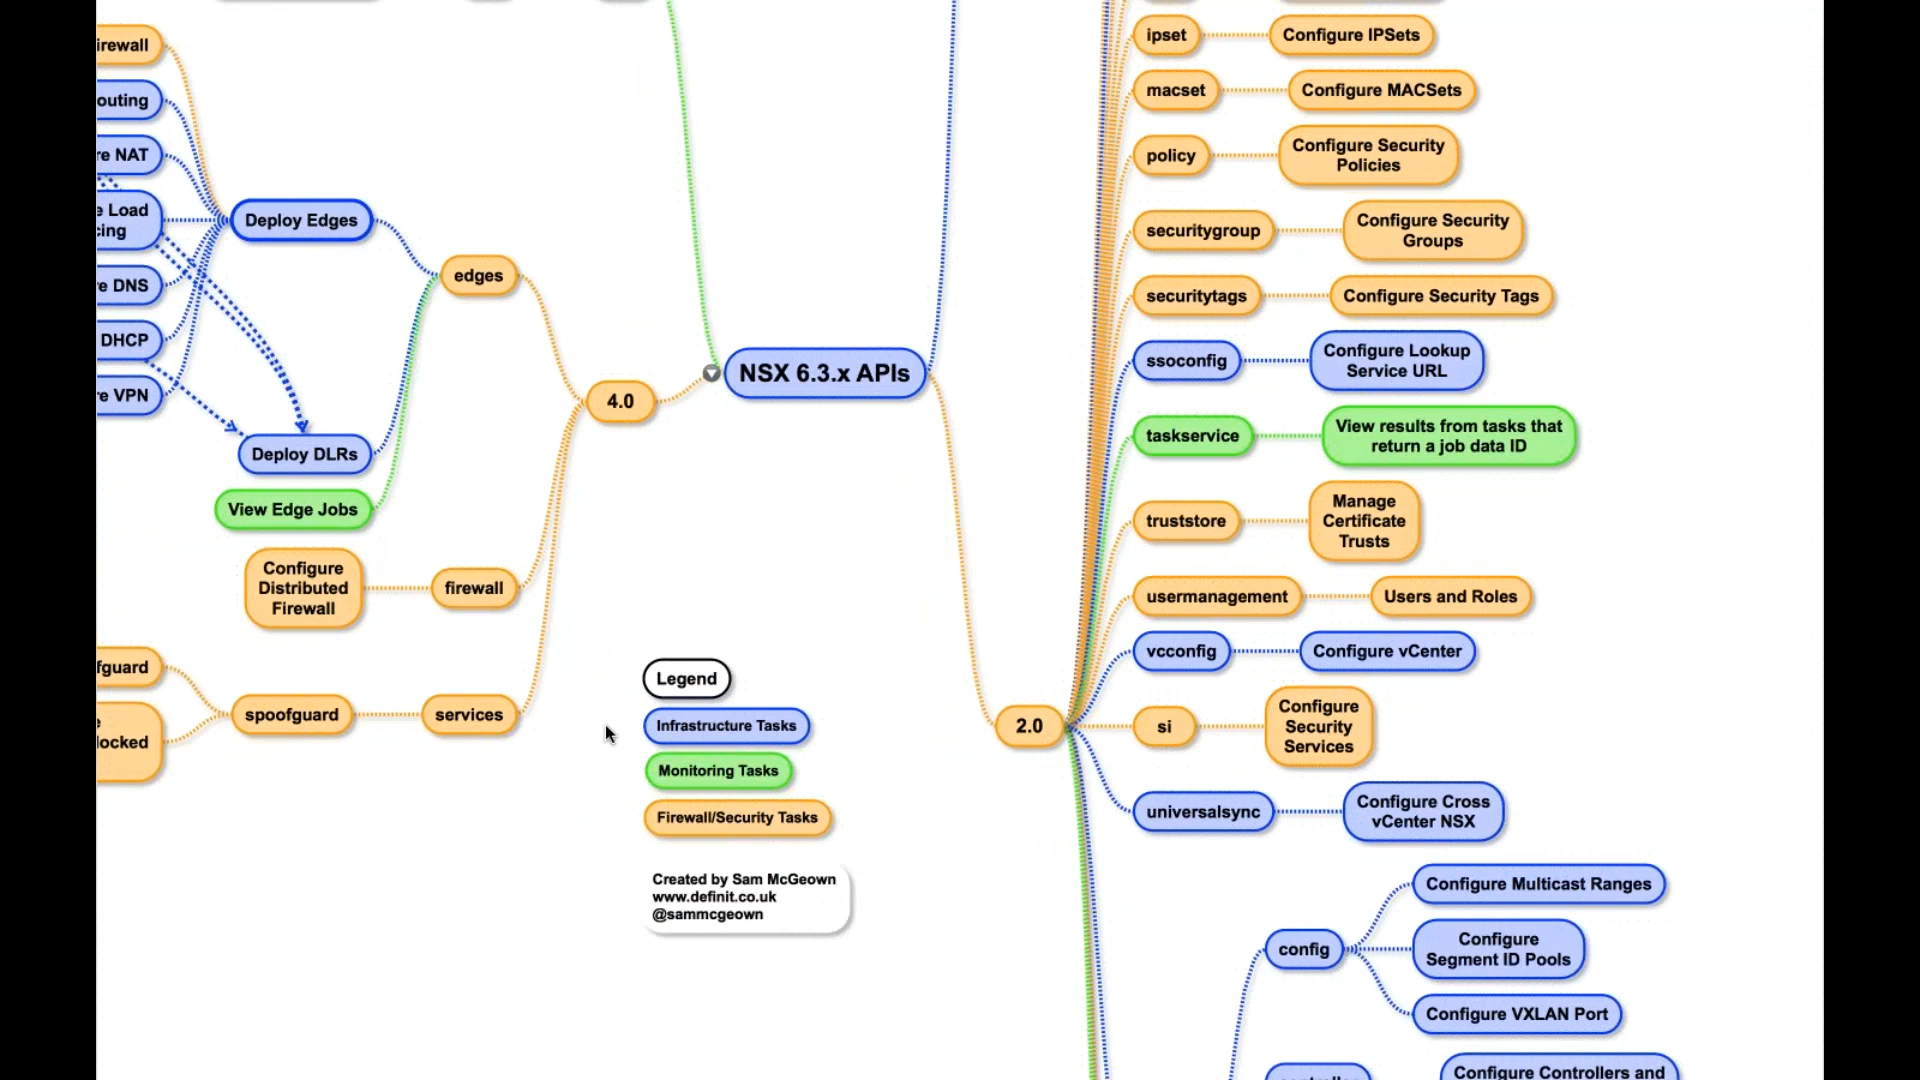 irewall
outing
re NAT
e Load
cing
re DNS
DHCP
re VPN
Deploy Edges
edges
Deploy DLRs
View Edge Jobs
Configure
Distributed
Firewall
firewall
fguard
e
locked
spoofguard
services
4.0
NSX 6.3.x APIs
Legend
Infrastructure Tasks
Monitoring Tasks
Firewall/Security Tasks
Created by Sam McGeown
www.definit.co.uk
@sammcgeown
2.0
ipset
Configure IPSets
macset
Configure MACSets
policy
Configure Security
Policies
securitygroup
Configure Security
Groups
securitytags
Configure Security Tags
ssoconfig
Configure Lookup
Service URL
taskservice
View results from tasks that
return a job data ID
truststore
Manage
Certificate
Trusts
usermanagement
Users and Roles
vcconfig
Configure vCenter
si
Configure
Security
Services
universalsync
Configure Cross
vCenter NSX
config
Configure Multicast Ranges
Configure
Segment ID Pools
Configure VXLAN Port
Configure Controllers and